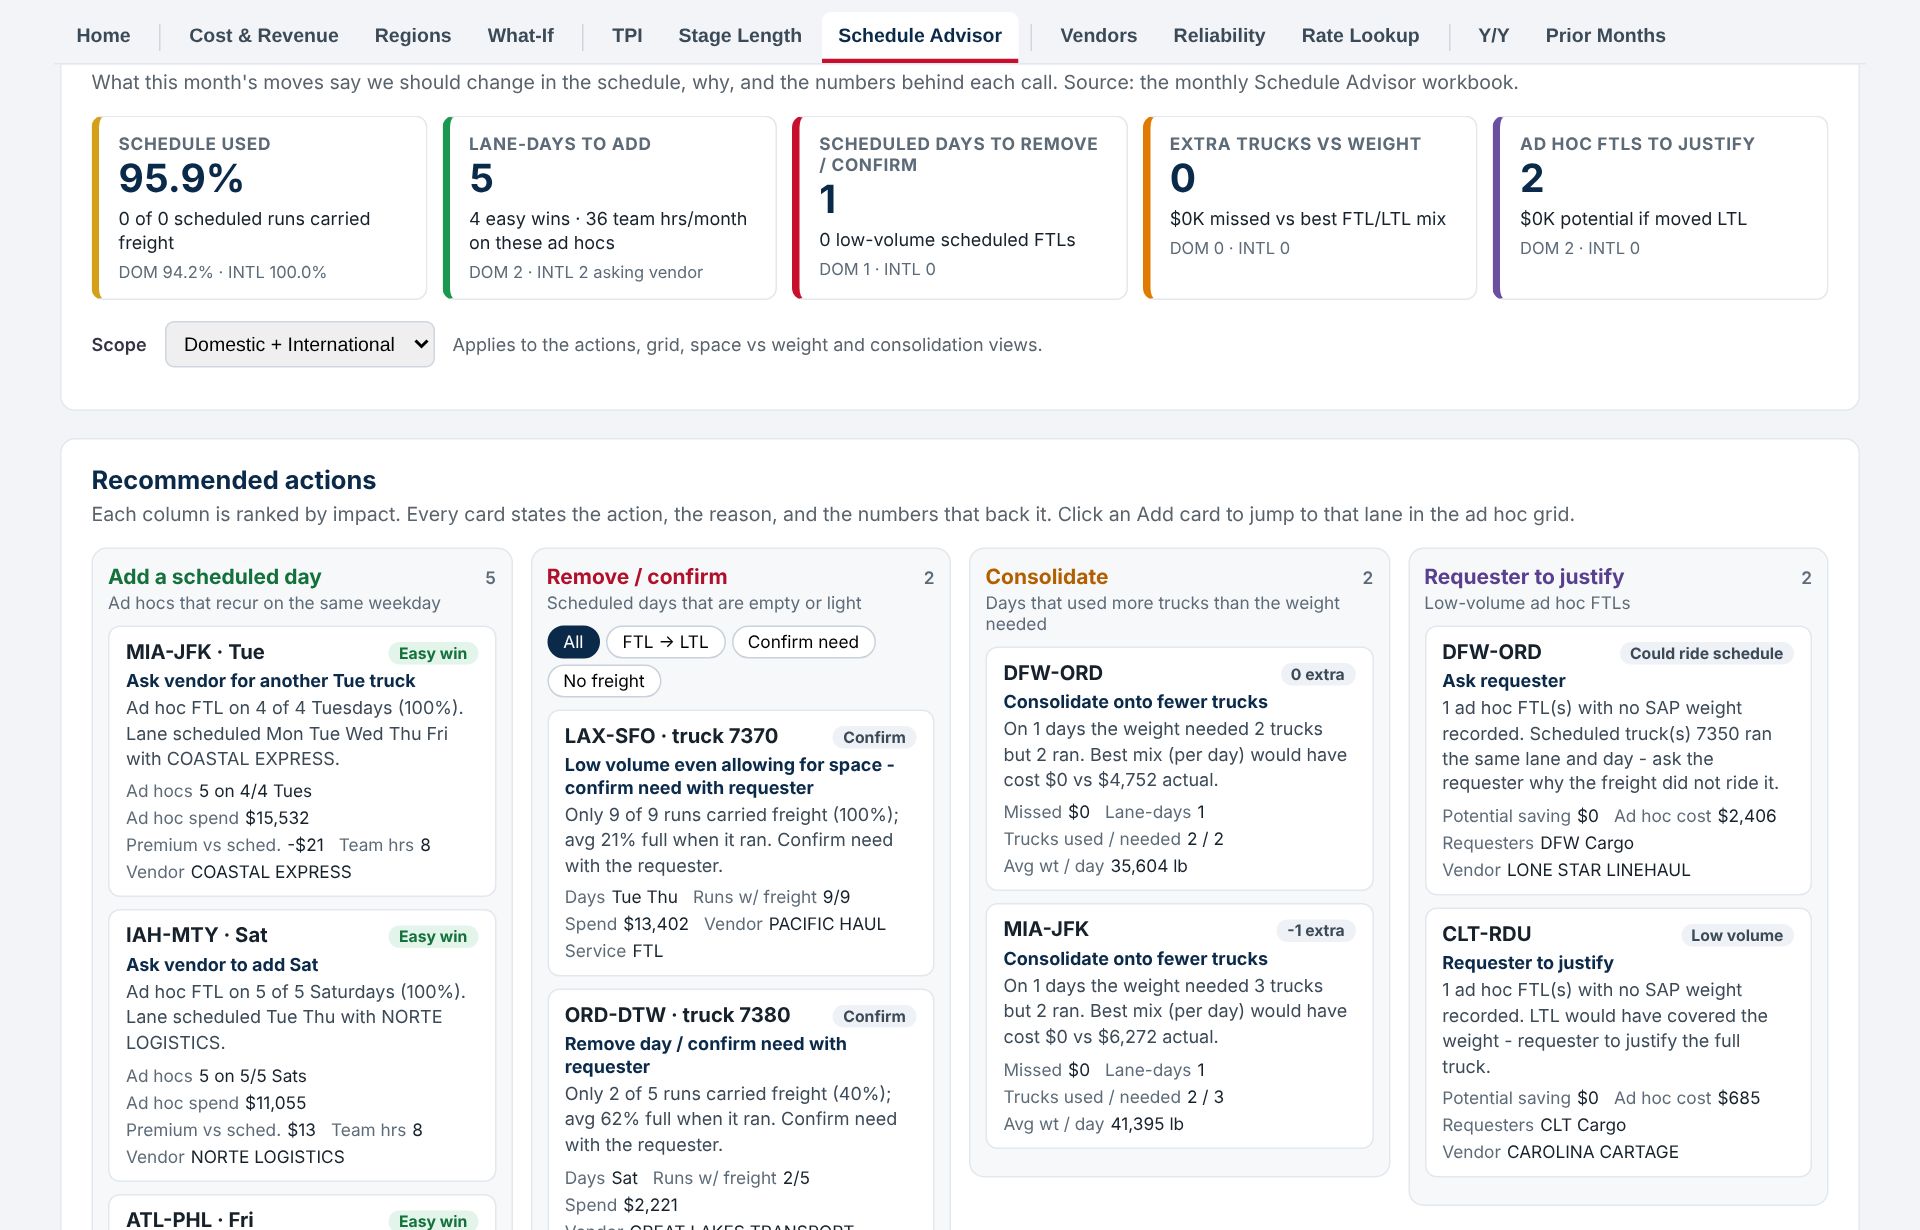 Home
Cost & Revenue
Regions
What-If
TPI
Stage Length
Schedule Advisor
Vendors
Reliability
Rate Lookup
Y/Y
Prior Months
What this month's moves say we should change in the schedule, why, and the numbers behind each call. Source: the monthly Schedule Advisor workbook.
SCHEDULE USED
95.9%
0 of 0 scheduled runs carried
freight
DOM 94.2% · INTL 100.0%
LANE-DAYS TO ADD
5
4 easy wins · 36 team hrs/month
on these ad hocs
DOM 2 · INTL 2 asking vendor
SCHEDULED DAYS TO REMOVE
/ CONFIRM
1
0 low-volume scheduled FTLs
DOM 1 · INTL 0
EXTRA TRUCKS VS WEIGHT
0
$0K missed vs best FTL/LTL mix
DOM 0 · INTL 0
AD HOC FTLS TO JUSTIFY
2
$0K potential if moved LTL
DOM 2 · INTL 0
Scope
Domestic + International
Applies to the actions, grid, space vs weight and consolidation views.
Recommended actions
Each column is ranked by impact. Every card states the action, the reason, and the numbers that back it. Click an Add card to jump to that lane in the ad hoc grid.
Add a scheduled day 5
Ad hocs that recur on the same weekday
MIA-JFK · Tue Easy win
Ask vendor for another Tue truck
Ad hoc FTL on 4 of 4 Tuesdays (100%).
Lane scheduled Mon Tue Wed Thu Fri
with COASTAL EXPRESS.
Ad hocs 5 on 4/4 Tues
Ad hoc spend $15,532
Premium vs sched. -$21 Team hrs 8
Vendor COASTAL EXPRESS
IAH-MTY · Sat Easy win
Ask vendor to add Sat
Ad hoc FTL on 5 of 5 Saturdays (100%).
Lane scheduled Tue Thu with NORTE
LOGISTICS.
Ad hocs 5 on 5/5 Sats
Ad hoc spend $11,055
Premium vs sched. $13 Team hrs 8
Vendor NORTE LOGISTICS
ATL-PHL · Fri Easy win
Remove / confirm 2
Scheduled days that are empty or light
All
FTL → LTL
Confirm need
No freight
LAX-SFO · truck 7370 Confirm
Low volume even allowing for space -
confirm need with requester
Only 9 of 9 runs carried freight (100%);
avg 21% full when it ran. Confirm need
with the requester.
Days Tue Thu Runs w/ freight 9/9
Spend $13,402 Vendor PACIFIC HAUL
Service FTL
ORD-DTW · truck 7380 Confirm
Remove day / confirm need with
requester
Only 2 of 5 runs carried freight (40%);
avg 62% full when it ran. Confirm need
with the requester.
Days Sat Runs w/ freight 2/5
Spend $2,221
Vendor GREAT LAKES TRANSPORT
Consolidate 2
Days that used more trucks than the weight
needed
DFW-ORD 0 extra
Consolidate onto fewer trucks
On 1 days the weight needed 2 trucks
but 2 ran. Best mix (per day) would have
cost $0 vs $4,752 actual.
Missed $0 Lane-days 1
Trucks used / needed 2 / 2
Avg wt / day 35,604 lb
MIA-JFK -1 extra
Consolidate onto fewer trucks
On 1 days the weight needed 3 trucks
but 2 ran. Best mix (per day) would have
cost $0 vs $6,272 actual.
Missed $0 Lane-days 1
Trucks used / needed 2 / 3
Avg wt / day 41,395 lb
Requester to justify 2
Low-volume ad hoc FTLs
DFW-ORD Could ride schedule
Ask requester
1 ad hoc FTL(s) with no SAP weight
recorded. Scheduled truck(s) 7350 ran
the same lane and day - ask the
requester why the freight did not ride it.
Potential saving $0 Ad hoc cost $2,406
Requesters DFW Cargo
Vendor LONE STAR LINEHAUL
CLT-RDU Low volume
Requester to justify
1 ad hoc FTL(s) with no SAP weight
recorded. LTL would have covered the
weight - requester to justify the full
truck.
Potential saving $0 Ad hoc cost $685
Requesters CLT Cargo
Vendor CAROLINA CARTAGE